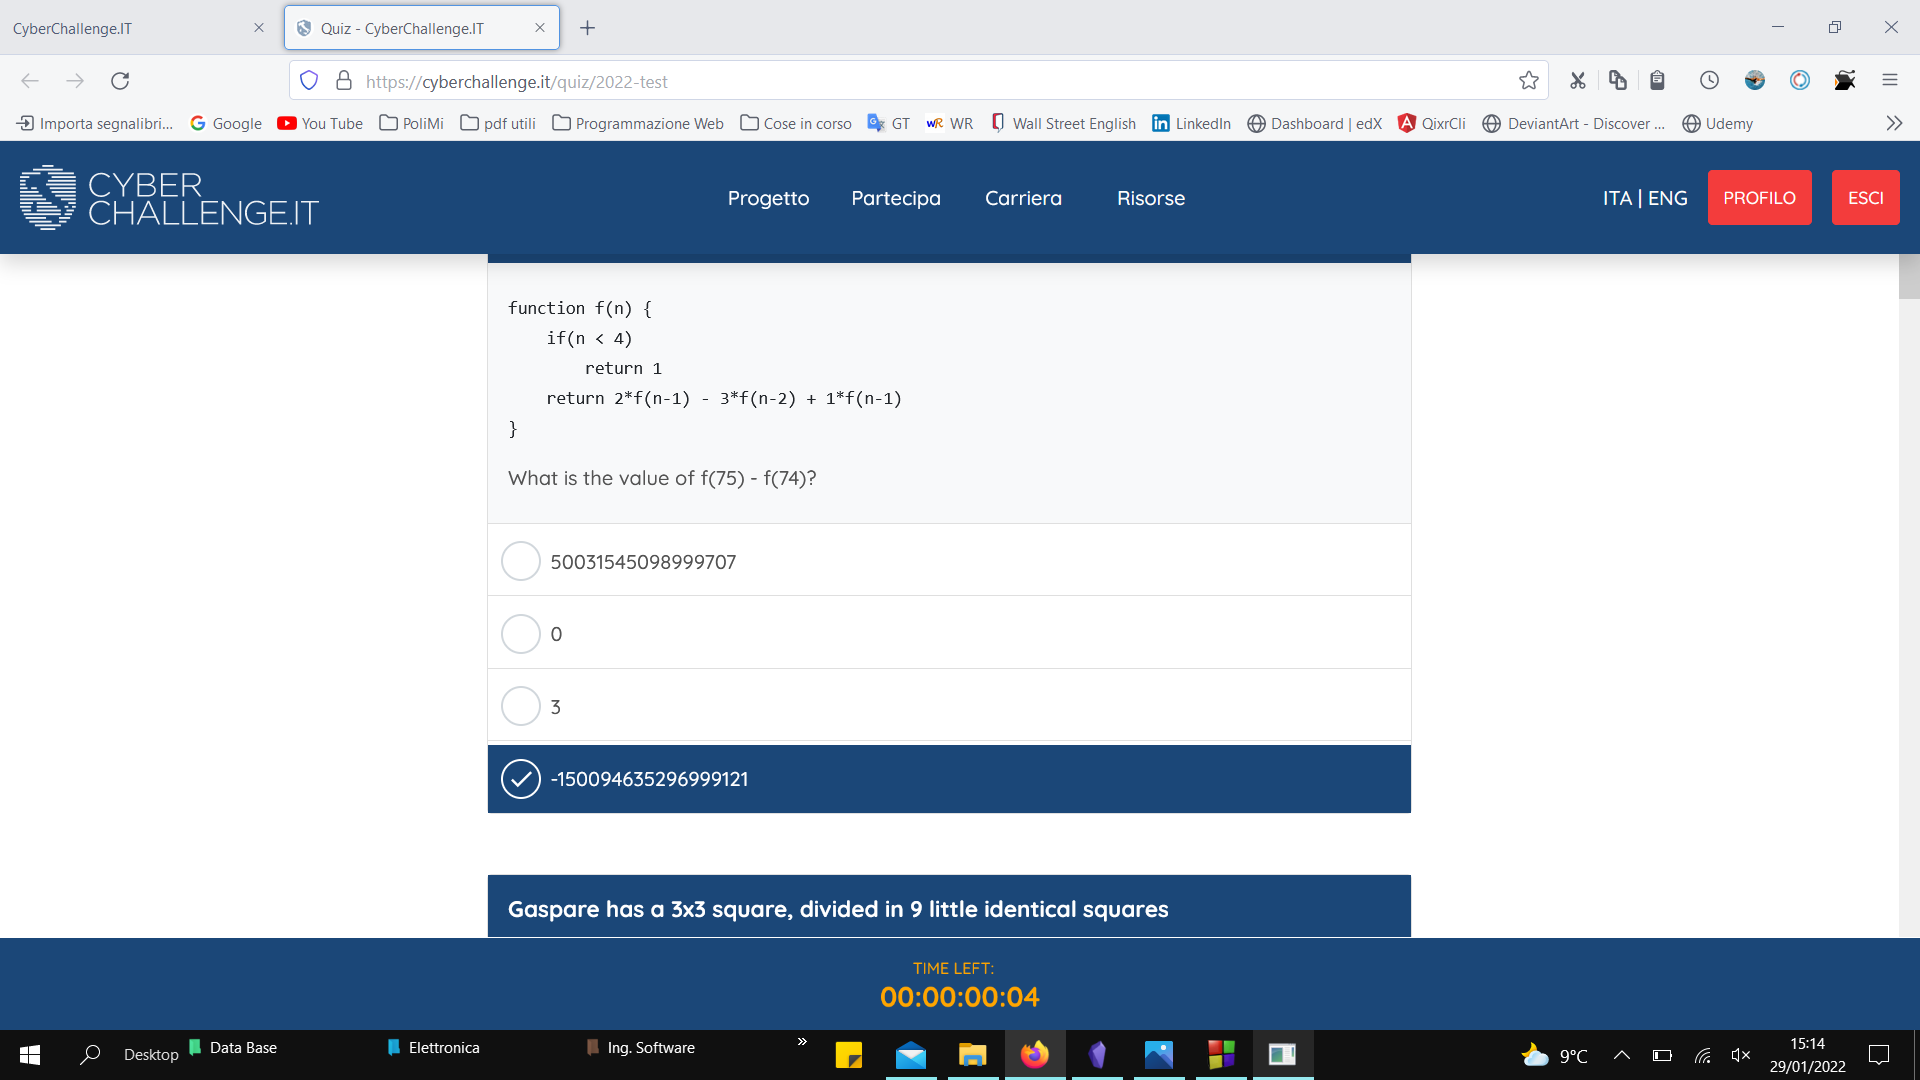 CyberChallenge.IT
Quiz - CyberChallenge.IT
https://cyberchallenge.it/quiz/2022-test
Importa segnalibri... Google You Tube PoliMi pdf utili Programmazione Web Cose in corso GT WR WR Wall Street English LinkedIn Dashboard | edX QixrCli DeviantArt - Discover ... Udemy
CYBER
CHALLENGE.IT
Progetto Partecipa Carriera Risorse
ITA | ENG PROFILO ESCI
function f(n) {
if(n < 4)
return 1
return 2*f(n-1) - 3*f(n-2) + 1*f(n-1)
}
What is the value of f(75) - f(74)?
50031545098999707
0
3
-150094635296999121
Gaspare has a 3x3 square, divided in 9 little identical squares
TIME LEFT:
00:00:00:04
Desktop Data Base Elettronica Ing. Software
9°C
15:14
29/01/2022